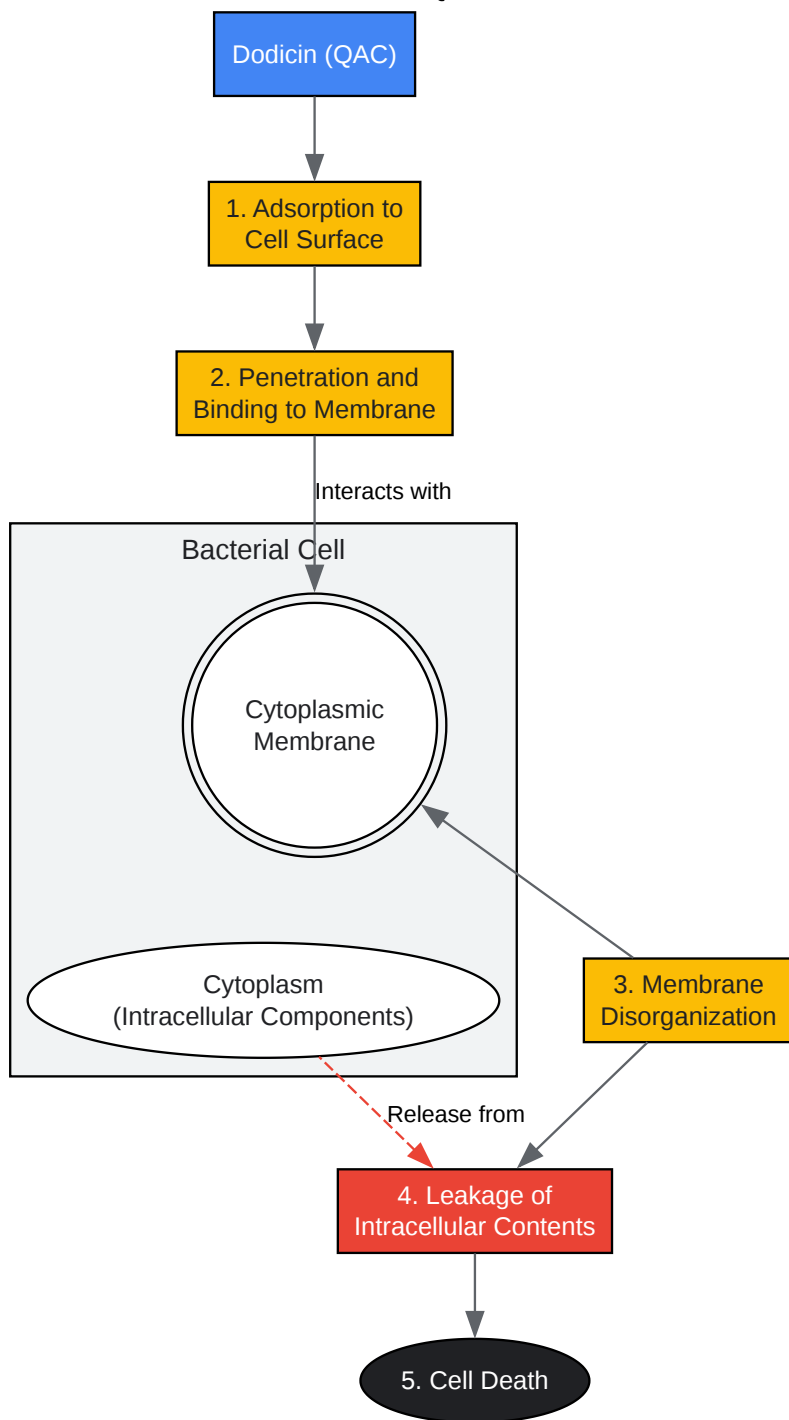 Dodicin (QAC)
1. Adsorption to
Cell Surface
2. Penetration and
Binding to Membrane
Interacts with
Bacterial Cell
Cytoplasmic
Membrane
Cytoplasm
(Intracellular Components)
3. Membrane
Disorganization
Release from
4. Leakage of
Intracellular Contents
5. Cell Death